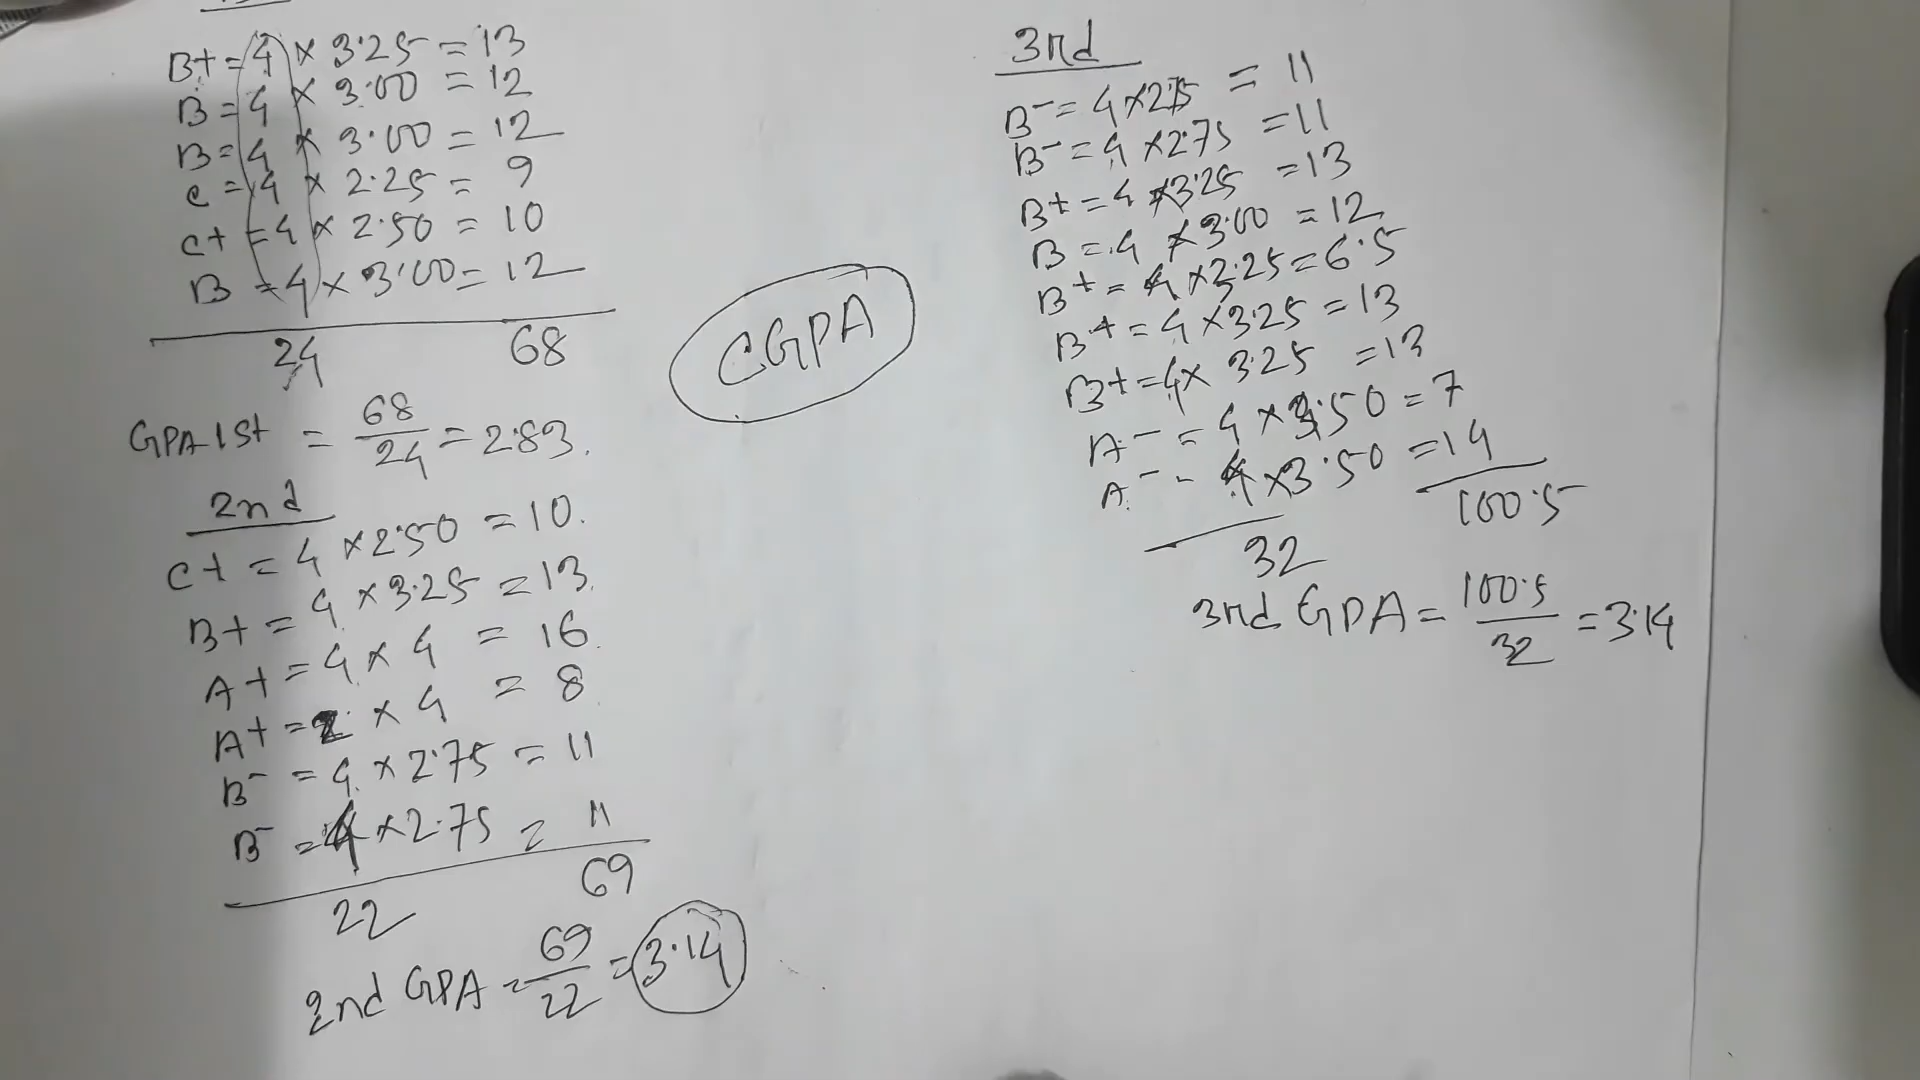 B+ = 4 × 3.25 = 13
B = 4 × 3.00 = 12
B = 4 × 3.00 = 12
C = 4 × 2.25 = 9
C+ = 4 × 2.50 = 10
B = 4 × 3.00 = 12
24 68
GPA 1st = 68/24 = 2.83.
2nd
C+ = 4 × 2.50 = 10.
B+ = 4 × 3.25 = 13.
A+ = 4 × 4 = 16.
A+ = 2 × 4 = 8
B- = 4 × 2.75 = 11
B- = 4 × 2.75 = 11
22 69
2nd GPA = 69/22 = 3.14
CGPA
3rd
B- = 4 × 2.75 = 11
B- = 4 × 2.75 = 11
B+ = 4 × 3.25 = 13
B = 4 × 3.00 = 12
B+ = 4 × 3.25 = 6.5
B+ = 4 × 3.25 = 13
B+ = 4 × 3.25 = 13
A- = 4 × 3.50 = 7
A- - 4 × 3.50 = 14
32 100.5
3rd GPA = 100.5/32 = 3.14